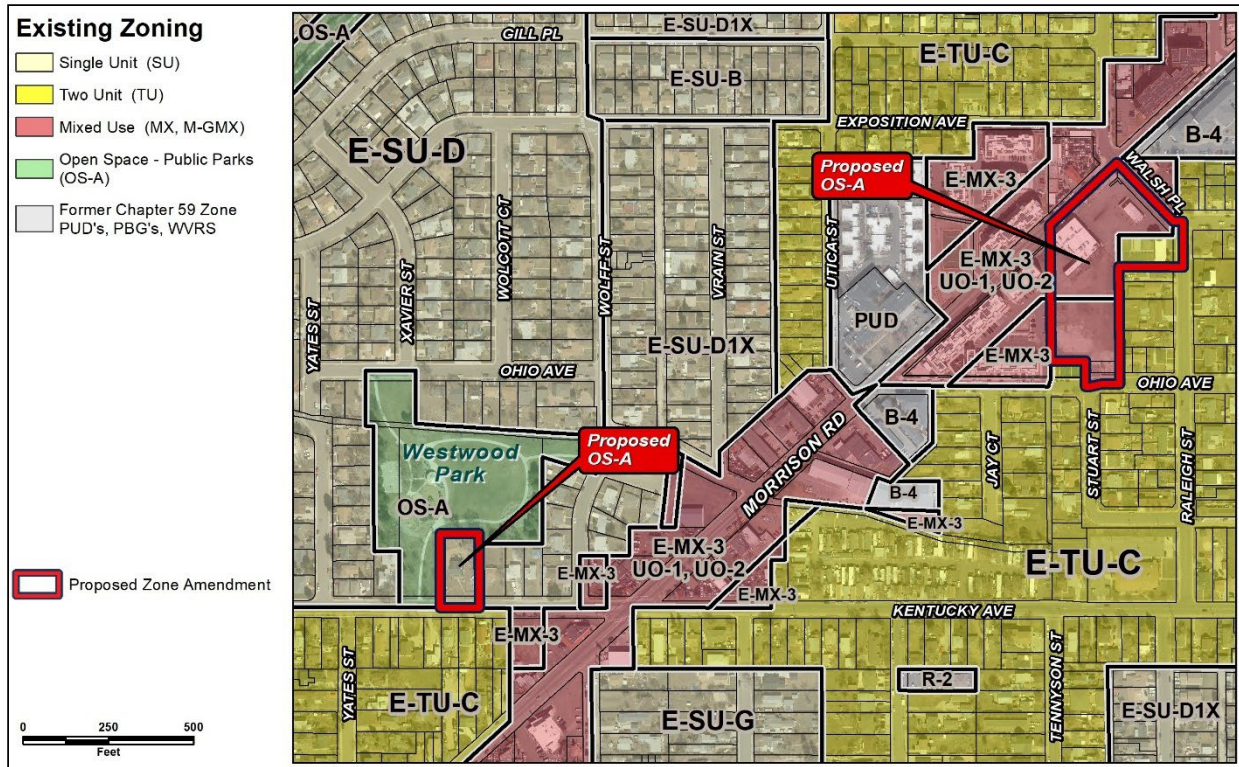 Existing Zoning
Single Unit (SU)
Two Unit (TU)
Mixed Use (MX, M-GMX)
Open Space - Public Parks
(OS-A)
Former Chapter 59 Zone
PUD's, PBG's, WVRS
Proposed Zone Amendment
0 250 500
Feet
OS-A
GILL PL
E-SU-D1X
E-SU-B
E-TU-C
EXPOSITION AVE
B-4
E-SU-D
Proposed
OS-A
E-MX-3
WALSH PL
WOLCOTT CT
WOLFF ST
VRAIN ST
UTICA ST
YATES ST
XAVIER ST
E-MX-3
UO-1, UO-2
PUD
E-SU-D1X
E-MX-3
OHIO AVE
OHIO AVE
B-4
Proposed
OS-A
Westwood
Park
OS-A
MORRISON RD
JAY CT
STUART ST
RALEIGH ST
B-4
E-MX-3
E-MX-3
UO-1, UO-2
E-MX-3
E-TU-C
E-MX-3
KENTUCKY AVE
E-MX-3
YATES ST
E-TU-C
E-SU-G
R-2
TENNYSON ST
E-SU-D1X